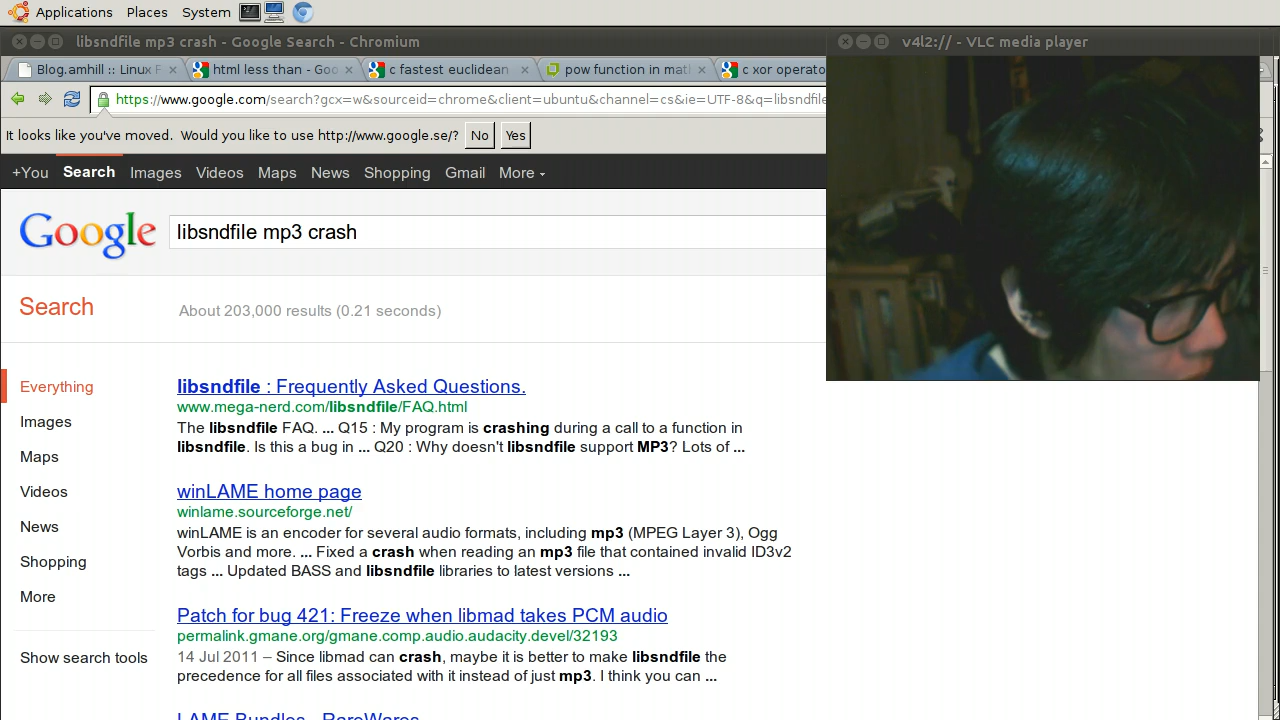 Applications Places System
libsndfile mp3 crash - Google Search - Chromium
v4l2:// - VLC media player
Blog.amhill :: Linux F
html less than - Goo
c fastest euclidean
pow function in mat
c xor operato
https://www.google.com/search?gcx=w&sourceid=chrome&client=ubuntu&channel=cs&ie=UTF-8&q=libsndfile
It looks like you've moved. Would you like to use http://www.google.se/? No Yes
+You Search Images Videos Maps News Shopping Gmail More
Google libsndfile mp3 crash
Search About 203,000 results (0.21 seconds)
Everything
Images
Maps
Videos
News
Shopping
More
Show search tools
libsndfile : Frequently Asked Questions.
www.mega-nerd.com/libsndfile/FAQ.html
The libsndfile FAQ. ... Q15 : My program is crashing during a call to a function in
libsndfile. Is this a bug in ... Q20 : Why doesn't libsndfile support MP3? Lots of ...
winLAME home page
winlame.sourceforge.net/
winLAME is an encoder for several audio formats, including mp3 (MPEG Layer 3), Ogg
Vorbis and more. ... Fixed a crash when reading an mp3 file that contained invalid ID3v2
tags ... Updated BASS and libsndfile libraries to latest versions ...
Patch for bug 421: Freeze when libmad takes PCM audio
permalink.gmane.org/gmane.comp.audio.audacity.devel/32193
14 Jul 2011 – Since libmad can crash, maybe it is better to make libsndfile the
precedence for all files associated with it instead of just mp3. I think you can ...
LAME Bundles - RareWares